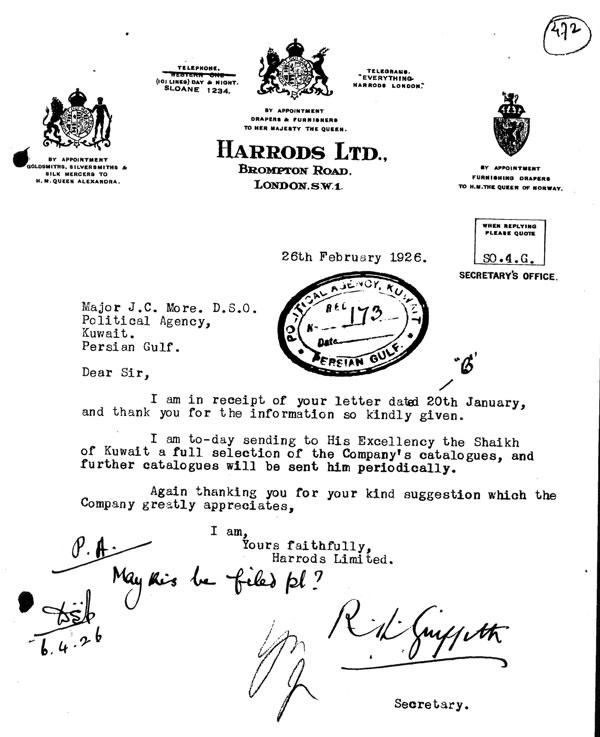 472
TELEPHONE.
WESTERN ONE
(101 LINES) DAY & NIGHT.
SLOANE 1234.
TELEGRAMS.
"EVERYTHING
HARRODS LONDON."
BY APPOINTMENT
DRAPERS & FURNISHERS
TO HER MAJESTY THE QUEEN.
BY APPOINTMENT
GOLDSMITHS, SILVERSMITHS &
SILK MERCERS TO
H.M. QUEEN ALEXANDRA.
HARRODS LTD.,
BROMPTON ROAD.
LONDON.S.W.1.
BY APPOINTMENT
FURNISHING DRAPERS
TO H.M. THE QUEEN OF NORWAY.
WHEN REPLYING
PLEASE QUOTE
SO.4.G.
SECRETARY'S OFFICE.
26th February 1926.
POLITICAL AGENCY, KUWAIT
REC
No. 173
Date
PERSIAN GULF.
Major J.C. More. D.S.O.
Political Agency,
Kuwait.
Persian Gulf.
Dear Sir,
I am in receipt of your letter dated 20th January,
and thank you for the information so kindly given.
I am to-day sending to His Excellency the Shaikh
of Kuwait a full selection of the Company's catalogues, and
further catalogues will be sent him periodically.
Again thanking you for your kind suggestion which the
Company greatly appreciates,
I am,
Yours faithfully,
Harrods Limited.
P.A.
May this be filed pl?
6.4.26
Griffith
Secretary.